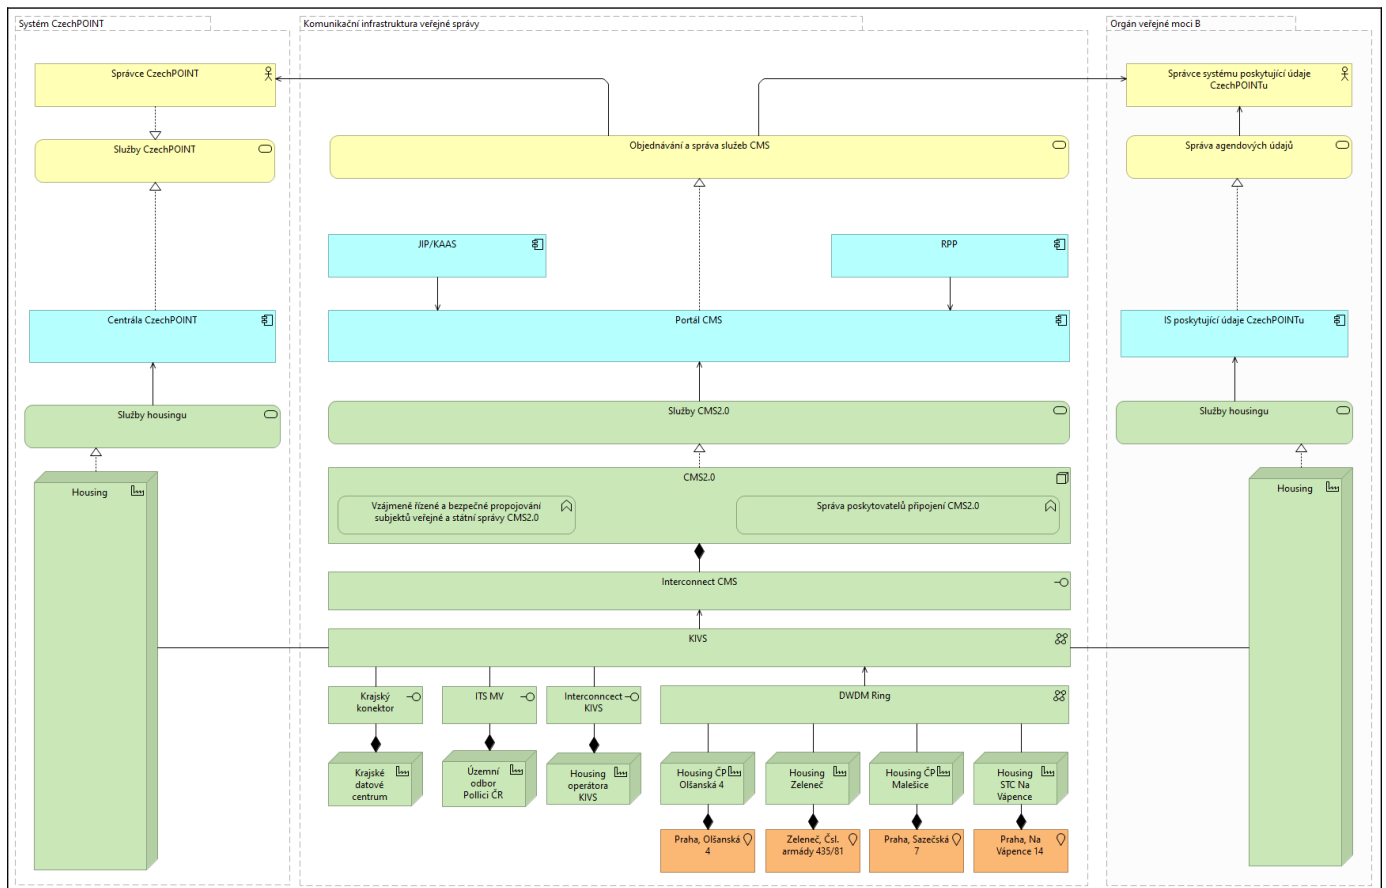 Systém CzechPOINT
Komunikační infrastruktura veřejné správy
Orgán veřejné moci B
Správce CzechPOINT
Správce systému poskytující údaje
CzechPOINTu
Služby CzechPOINT
Objednávání a správa služeb CMS
Správa agendových údajů
JIP/KAAS
RPP
Centrála CzechPOINT
Portál CMS
IS poskytující údaje CzechPOINTu
Služby housingu
Služby CMS2.0
Služby housingu
Housing
CMS2.0
Housing
Vzájmené řízené a bezpečné propojování
subjektů veřejné a státní správy CMS2.0
Správa poskytovatelů připojení CMS2.0
Interconnect CMS
KIVS
Krajský
konektor
ITS MV
Interconncect
KIVS
DWDM Ring
Krajské
datové
centrum
Územní
odbor
Pollici ČR
Housing
operátora
KIVS
Housing ČP
Olšanská 4
Housing
Zeleneč
Housing ČP
Malešice
Housing
STC Na
Vápence
Praha, Olšanská
4
Zeleneč, Čsl.
armády 435/81
Praha, Sazečská
7
Praha, Na
Vápence 14